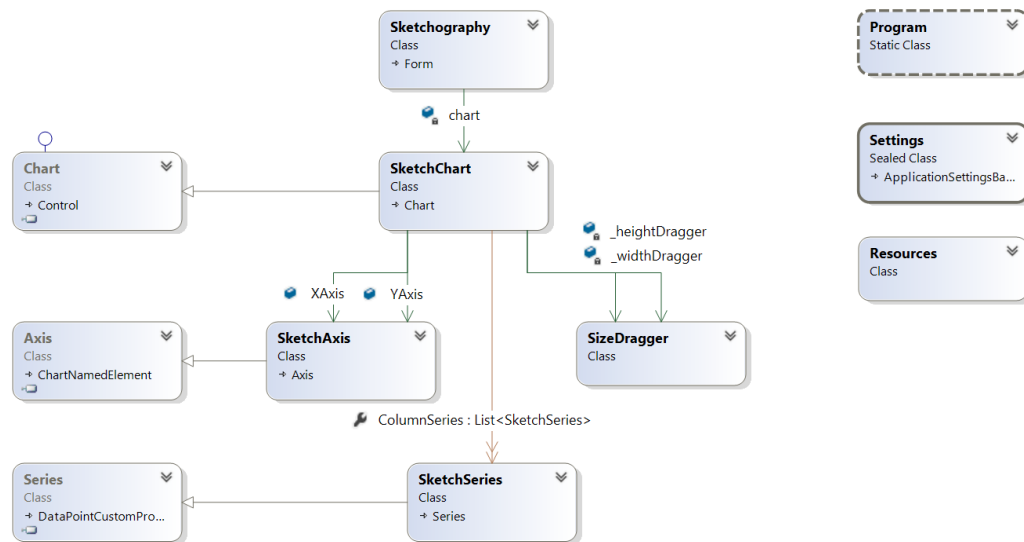 Sketchography
Class
Form
Program
Static Class
chart
Chart
Class
Control
SketchChart
Class
Chart
Settings
Sealed Class
ApplicationSettingsBa...
_heightDragger
_widthDragger
Resources
Class
XAxis
YAxis
Axis
Class
ChartNamedElement
SketchAxis
Class
Axis
SizeDragger
Class
ColumnSeries : List<SketchSeries>
Series
Class
DataPointCustomPro...
SketchSeries
Class
Series